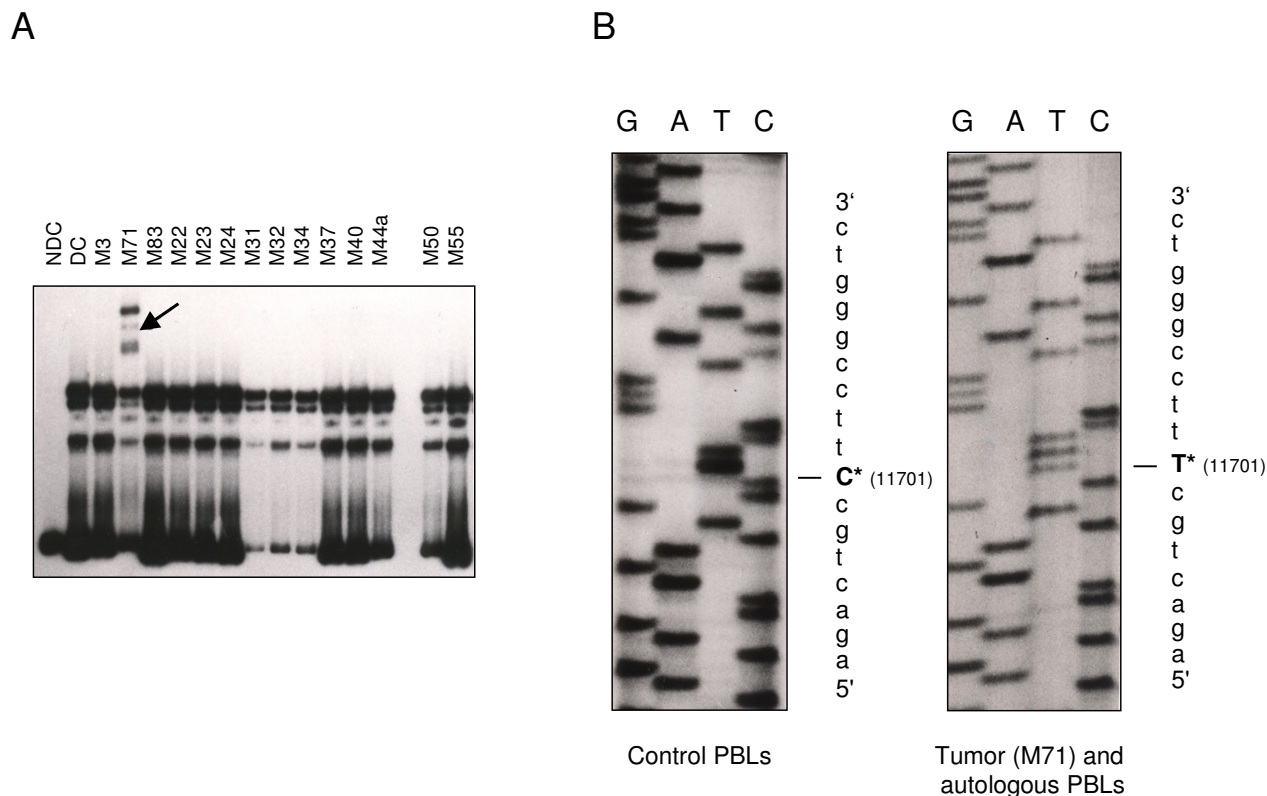 A
B
NDC
DC
M3
M71
M83
M22
M23
M24
M31
M32
M34
M37
M40
M44a
M50
M55
G A T C
3‘
c
t
g
g
g
c
c
t
t
C* (11701)
c
g
t
c
a
g
a
5'
Control PBLs
G A T C
3‘
c
t
g
g
g
c
c
t
t
T* (11701)
c
g
t
c
a
g
a
5'
Tumor (M71) and
autologous PBLs